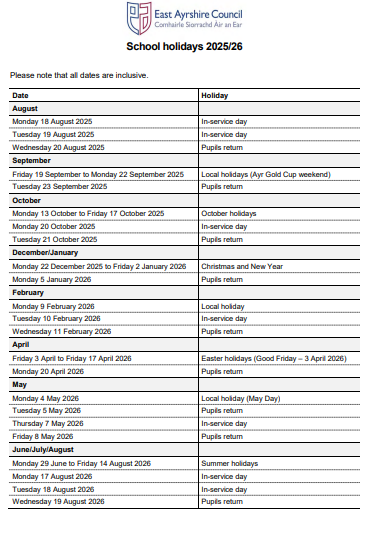 East Ayrshire Council
Comhairle Siorrachd Àir an Ear
School holidays 2025/26
Please note that all dates are inclusive.
Date Holiday
August
Monday 18 August 2025 In-service day
Tuesday 19 August 2025 In-service day
Wednesday 20 August 2025 Pupils return
September
Friday 19 September to Monday 22 September 2025 Local holidays (Ayr Gold Cup weekend)
Tuesday 23 September 2025 Pupils return
October
Monday 13 October to Friday 17 October 2025 October holidays
Monday 20 October 2025 In-service day
Tuesday 21 October 2025 Pupils return
December/January
Monday 22 December 2025 to Friday 2 January 2026 Christmas and New Year
Monday 5 January 2026 Pupils return
February
Monday 9 February 2026 Local holiday
Tuesday 10 February 2026 In-service day
Wednesday 11 February 2026 Pupils return
April
Friday 3 April to Friday 17 April 2026 Easter holidays (Good Friday – 3 April 2026)
Monday 20 April 2026 Pupils return
May
Monday 4 May 2026 Local holiday (May Day)
Tuesday 5 May 2026 Pupils return
Thursday 7 May 2026 In-service day
Friday 8 May 2026 Pupils return
June/July/August
Monday 29 June to Friday 14 August 2026 Summer holidays
Monday 17 August 2026 In-service day
Tuesday 18 August 2026 In-service day
Wednesday 19 August 2026 Pupils return